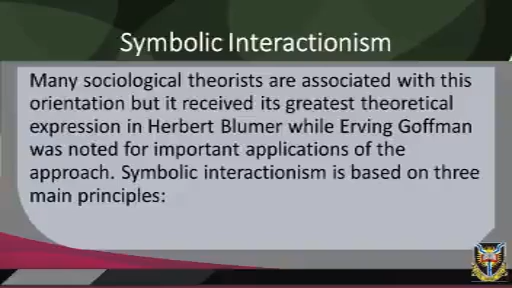 Symbolic Interactionism
Many sociological theorists are associated with this
orientation but it received its greatest theoretical
expression in Herbert Blumer while Erving Goffman
was noted for important applications of the
approach. Symbolic interactionism is based on three
main principles: